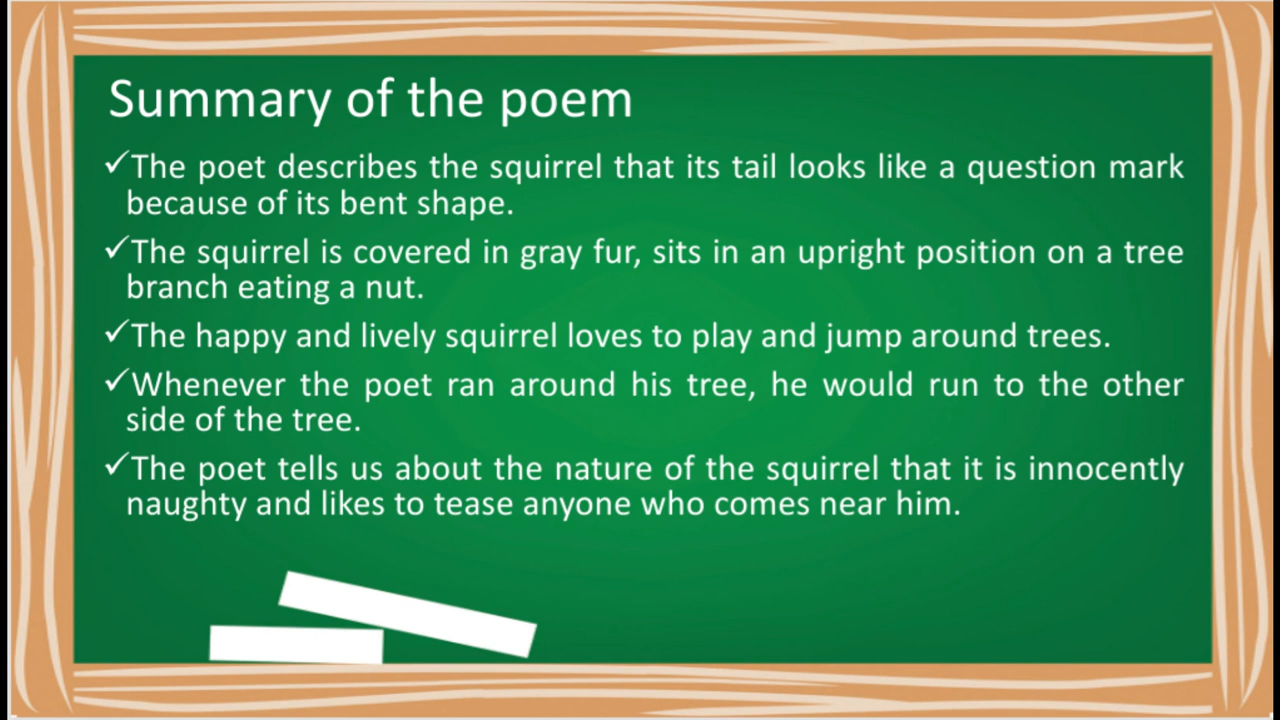 Summary of the poem
✓The poet describes the squirrel that its tail looks like a question mark
because of its bent shape.
✓The squirrel is covered in gray fur, sits in an upright position on a tree
branch eating a nut.
✓The happy and lively squirrel loves to play and jump around trees.
✓Whenever the poet ran around his tree, he would run to the other
side of the tree.
✓The poet tells us about the nature of the squirrel that it is innocently
naughty and likes to tease anyone who comes near him.